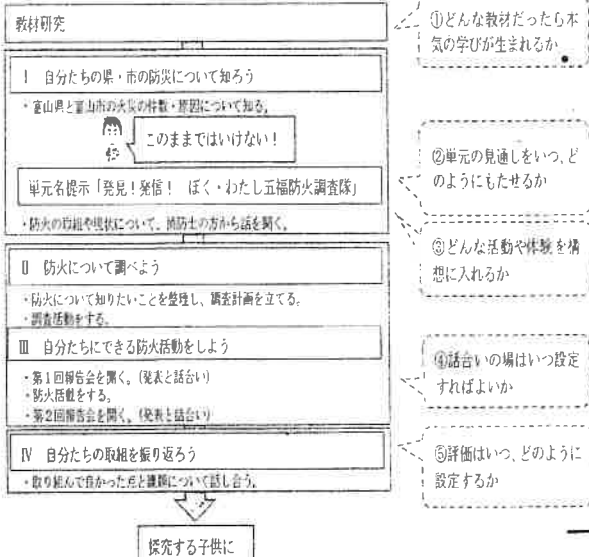 教材研究
①どんな教材だったら本
気の学びが生まれるか
Ⅰ 自分たちの県・市の防災について知ろう
・富山県と富山市の火災の件数・原因について知る。
このままではいけない！
単元名提示「発見！発信！ ぼく・わたし五福防火調査隊」
・防火の取組や現状について、消防士の方から話を聞く。
②単元の見通しをいつ、ど
のようにもたせるか
③どんな活動や体験を構
想に入れるか
Ⅱ 防火について調べよう
・防火について知りたいことを整理し、調査計画を立てる。
・調査活動をする。
Ⅲ 自分たちにできる防火活動をしよう
・第1回報告会を開く。（発表と話合い）
・防火活動をする。
・第2回報告会を開く。（発表と話合い）
④話合いの場はいつ設定
すればよいか
Ⅳ 自分たちの取組を振り返ろう
・取り組んで良かった点と課題について話し合う。
⑤評価はいつ、どのように
設定するか
探究する子供に